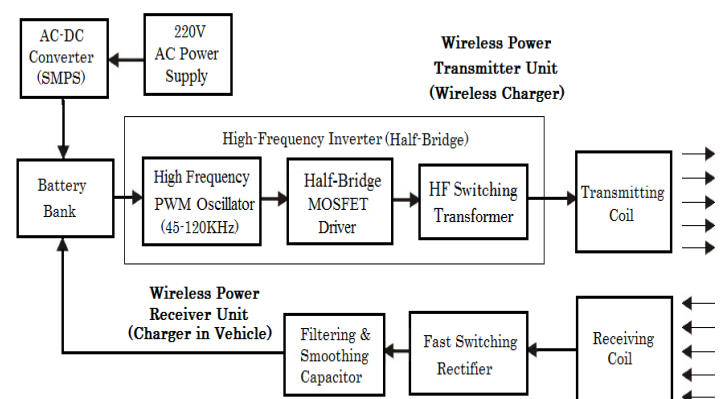 AC-DC
Converter
(SMPS)
220V
AC Power
Supply
Wireless Power
Transmitter Unit
(Wireless Charger)
High-Frequency Inverter (Half-Bridge)
Battery
Bank
High Frequency
PWM Oscillator
(45-120KHz)
Half-Bridge
MOSFET
Driver
HF Switching
Transformer
Transmitting
Coil
Wireless Power
Receiver Unit
(Charger in Vehicle)
Filtering &
Smoothing
Capacitor
Fast Switching
Rectifier
Receiving
Coil